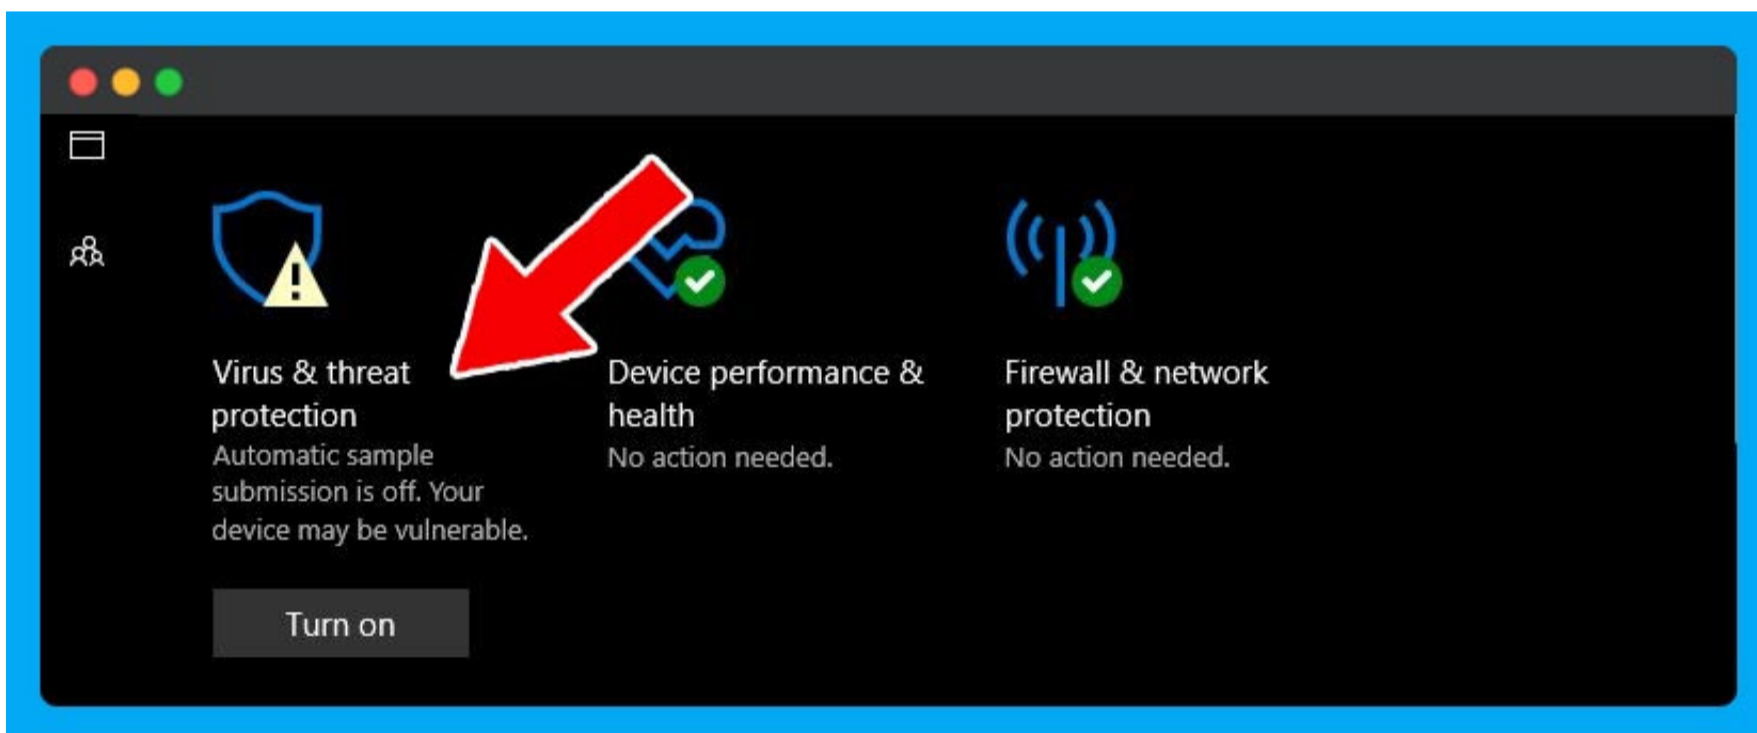 Virus & threat
protection
Automatic sample
submission is off. Your
device may be vulnerable.
Turn on
Device performance &
health
No action needed.
Firewall & network
protection
No action needed.